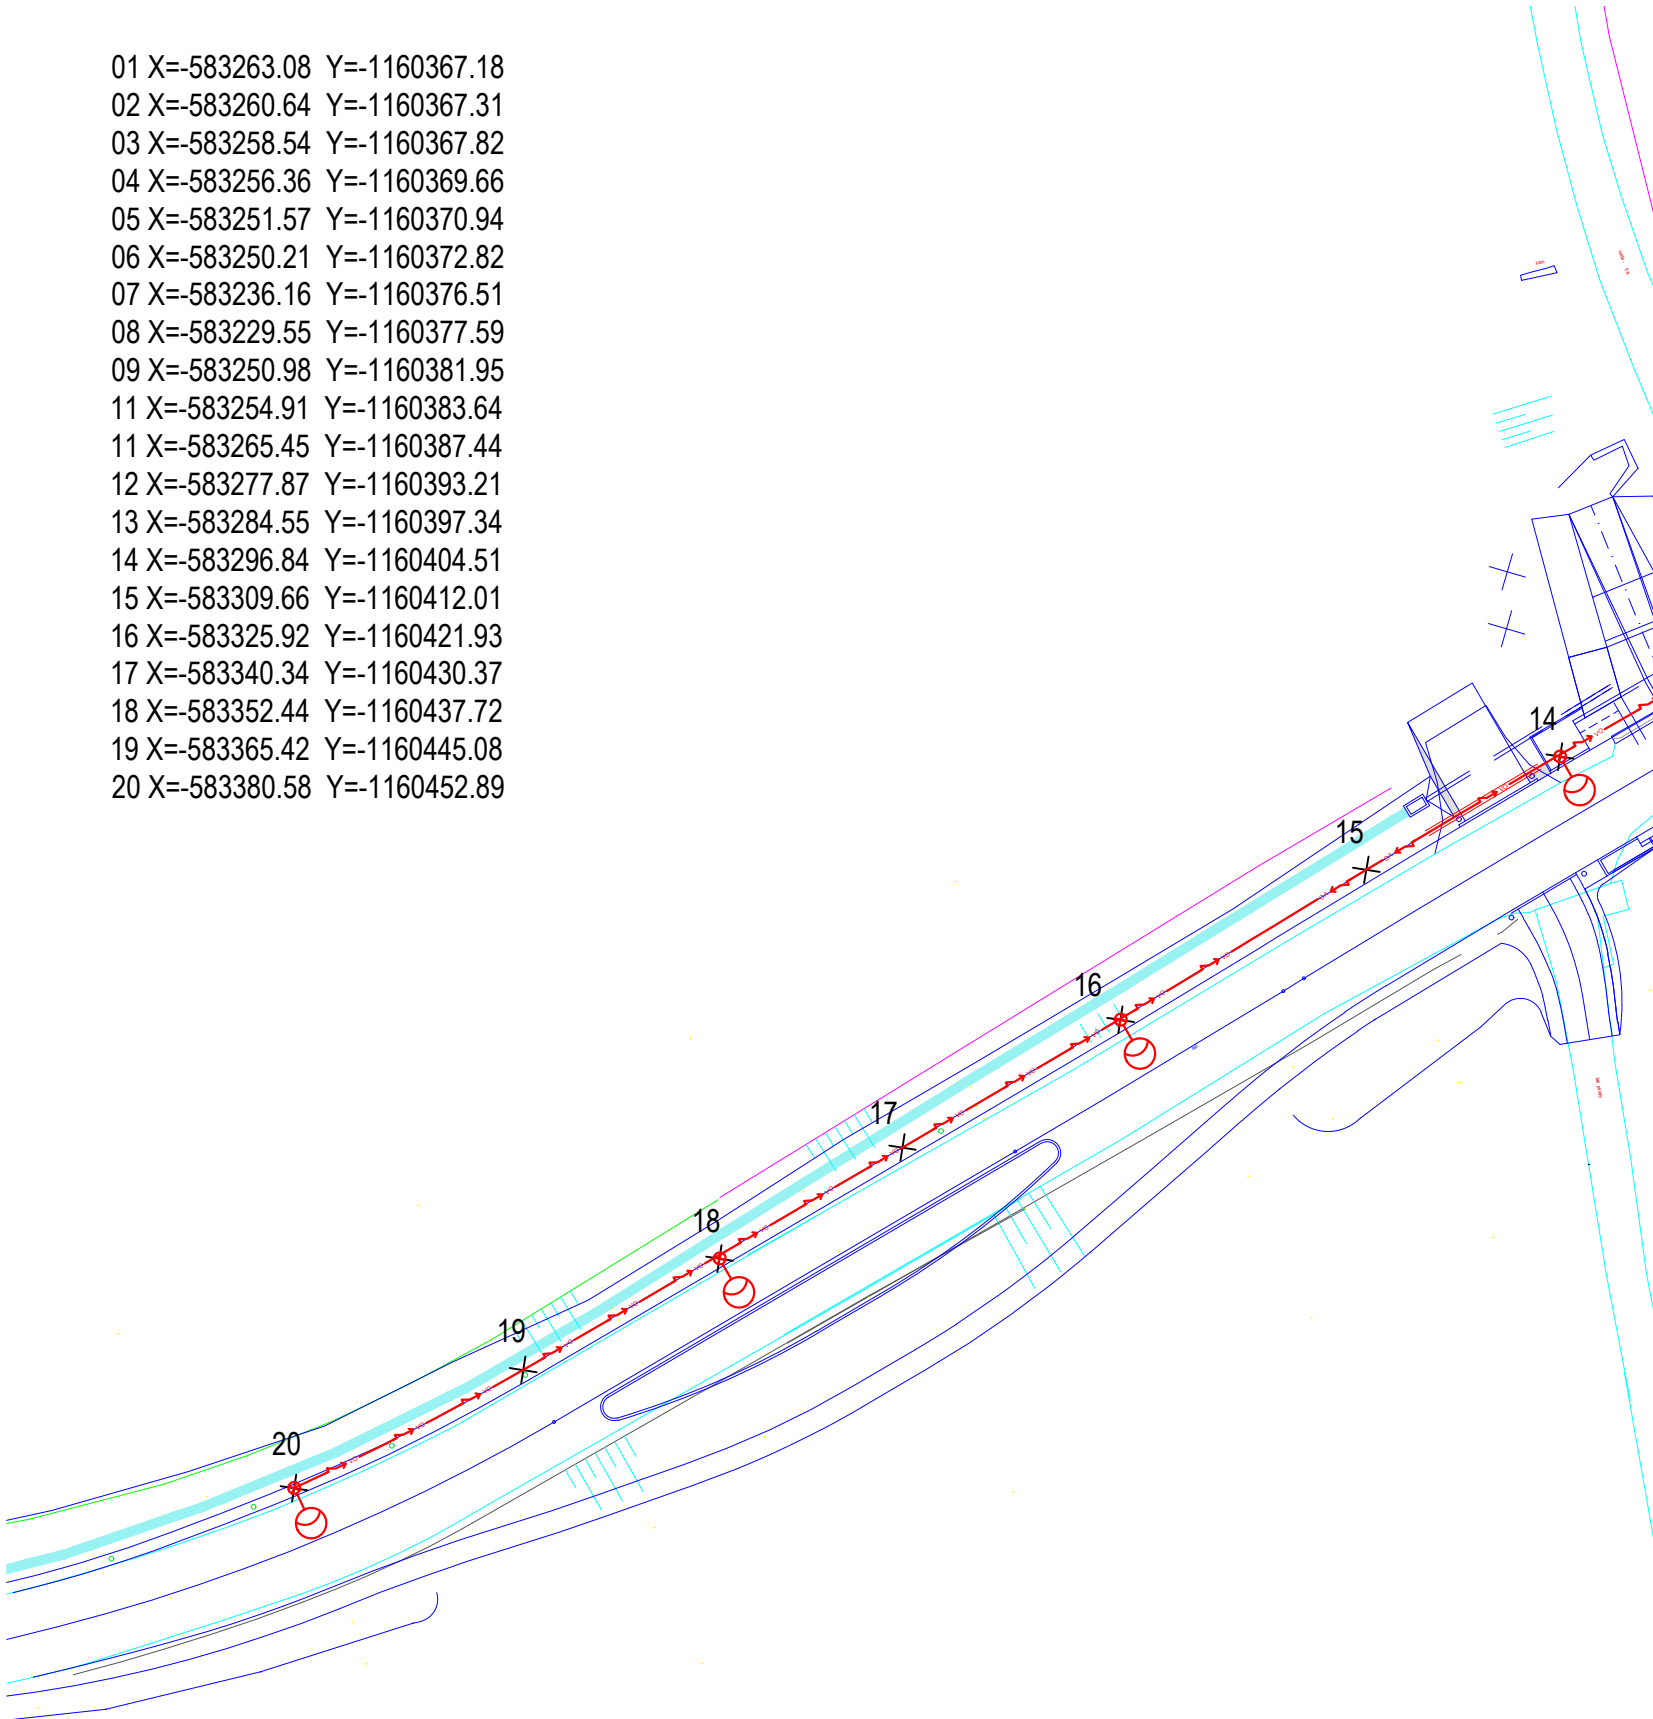 01 X=-583263.08 Y=-1160367.18
02 X=-583260.64 Y=-1160367.31
03 X=-583258.54 Y=-1160367.82
04 X=-583256.36 Y=-1160369.66
05 X=-583251.57 Y=-1160370.94
06 X=-583250.21 Y=-1160372.82
07 X=-583236.16 Y=-1160376.51
08 X=-583229.55 Y=-1160377.59
09 X=-583250.98 Y=-1160381.95
11 X=-583254.91 Y=-1160383.64
11 X=-583265.45 Y=-1160387.44
12 X=-583277.87 Y=-1160393.21
13 X=-583284.55 Y=-1160397.34
14 X=-583296.84 Y=-1160404.51
15 X=-583309.66 Y=-1160412.01
16 X=-583325.92 Y=-1160421.93
17 X=-583340.34 Y=-1160430.37
18 X=-583352.44 Y=-1160437.72
19 X=-583365.42 Y=-1160445.08
20 X=-583380.58 Y=-1160452.89
14
15
16
17
18
19
20